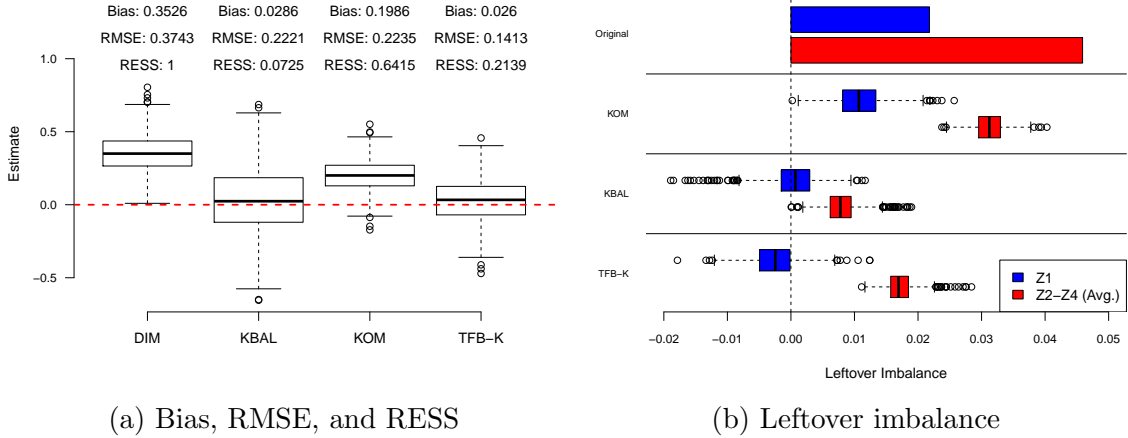 Bias: 0.3526 Bias: 0.0286 Bias: 0.1986 Bias: 0.026
RMSE: 0.3743 RMSE: 0.2221 RMSE: 0.2235 RMSE: 0.1413
RESS: 1 RESS: 0.0725 RESS: 0.6415 RESS: 0.2139
1.0
0.5
0.0
−0.5
Estimate
DIM KBAL KOM TFB−K
(a) Bias, RMSE, and RESS
Original
KOM
KBAL
TFB−K
Z1
Z2−Z4 (Avg.)
−0.02 −0.01 0.00 0.01 0.02 0.03 0.04 0.05
Leftover Imbalance
(b) Leftover imbalance